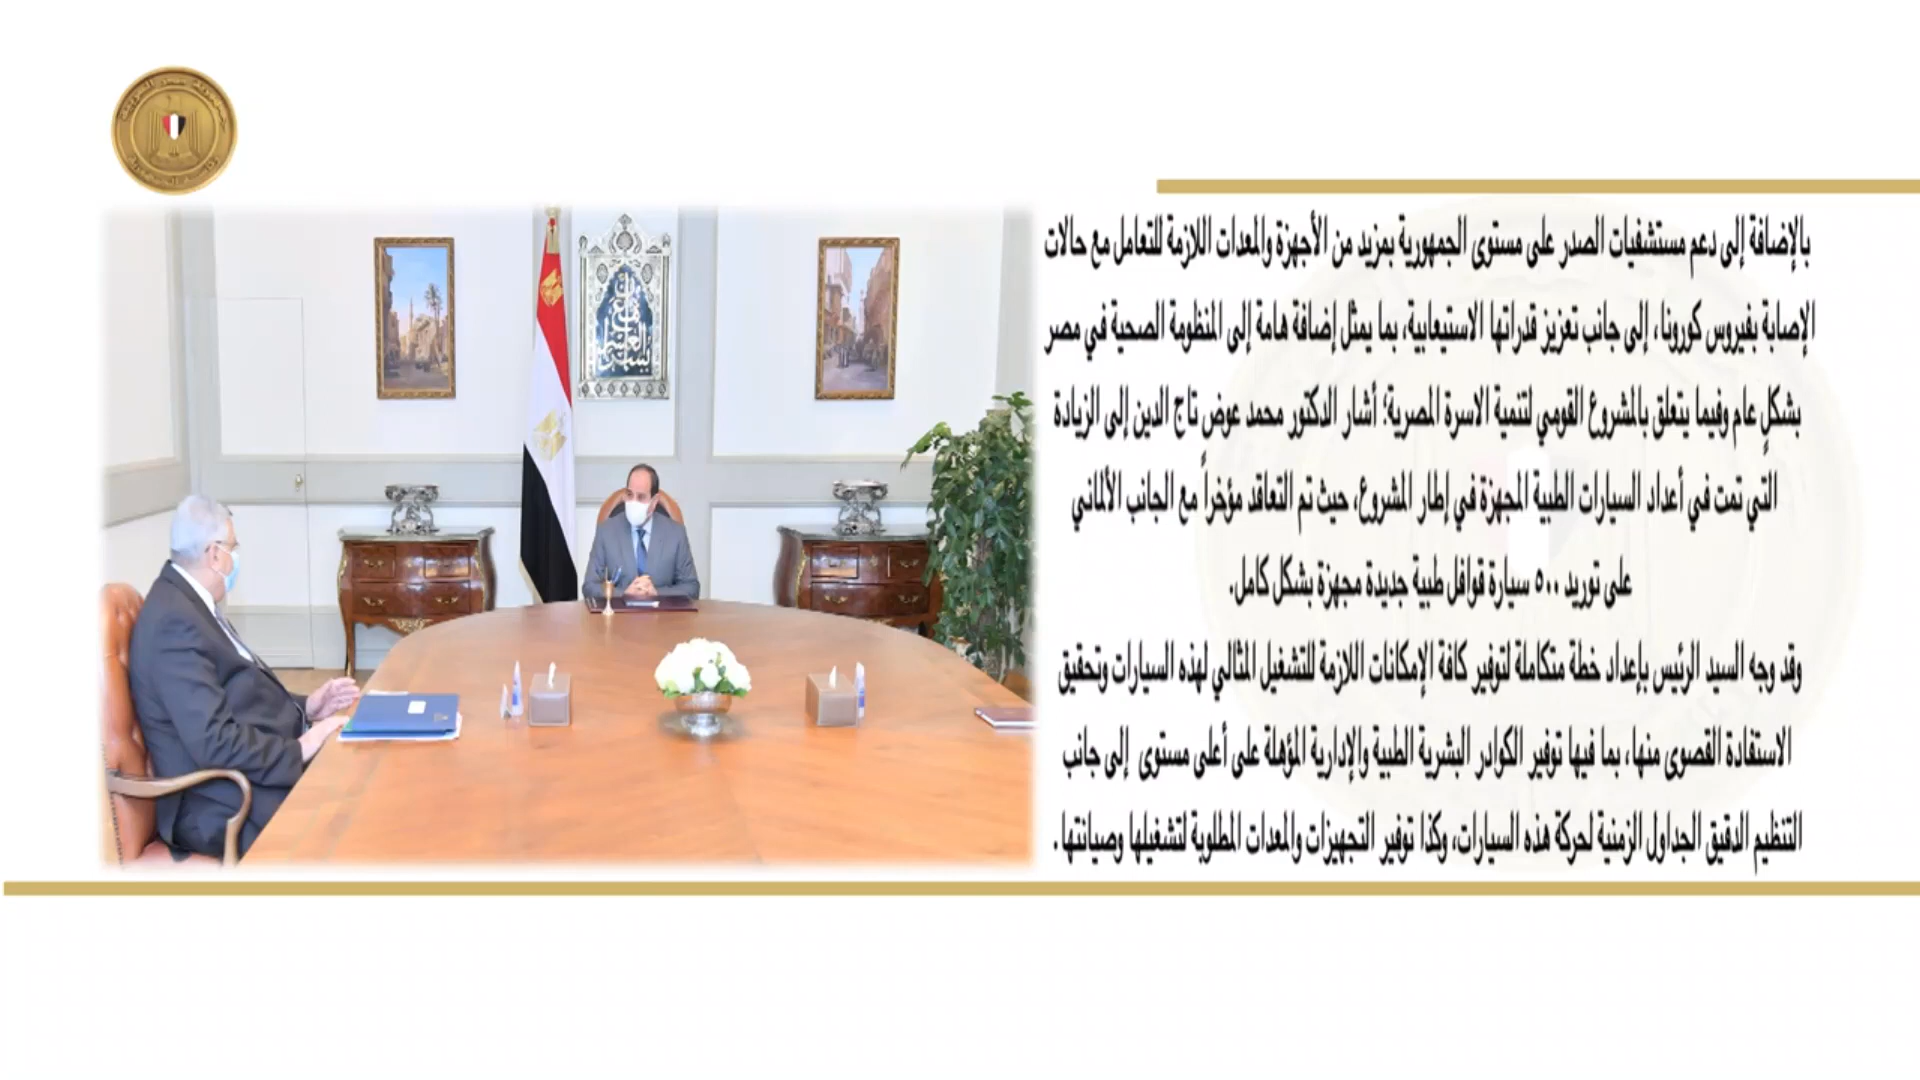 بالإضافة إلى دعم مستشفيات الصدر على مستوى الجمهورية بمزيد من الأجهزة والمعدات اللازمة للتعامل مع حالات
الإصابة بفيروس كورونا، إلى جانب تعزيز قدراتها الاستيعابية، بما يمثل إضافة هامة إلى المنظومة الصحية في مصر
بشكلٍ عام وفيما يتعلق بالمشروع القومي لتنمية الاسرة المصرية؛ أشار الدكتور محمد عوض تاج الدين إلى الزيادة
التي تمت في أعداد السيارات الطبية المجهزة في إطار المشروع، حيث تم التعاقد مؤخراً مع الجانب الألماني
على توريد ٥٠٠ سيارة قوافل طبية جديدة مجهزة بشكل كامل.
وقد وجه السيد الرئيس بإعداد خطة متكاملة لتوفير كافة الإمكانات اللازمة للتشغيل المثالي لهذه السيارات وتحقيق
الاستفادة القصوى منها، بما فيها توفير الكوادر البشرية الطبية والإدارية المؤهلة على أعلى مستوى إلى جانب
التنظيم الدقيق الجداول الزمنية لحركة هذه السيارات، وكذا توفير التجهيزات والمعدات المطلوبة لتشغيلها وصيانتها.